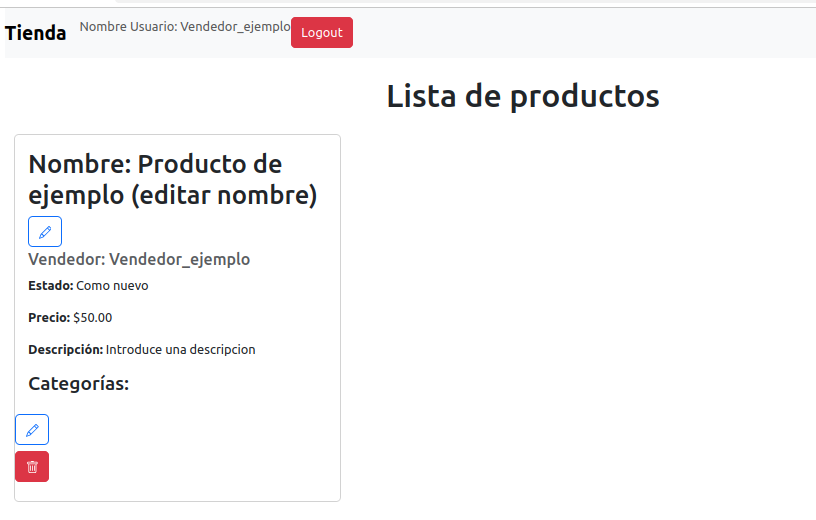 Tienda Nombre Usuario: Vendedor_ejemplo Logout
Lista de productos
Nombre: Producto de
ejemplo (editar nombre)
Vendedor: Vendedor_ejemplo
Estado: Como nuevo
Precio: $50.00
Descripción: Introduce una descripcion
Categorías: